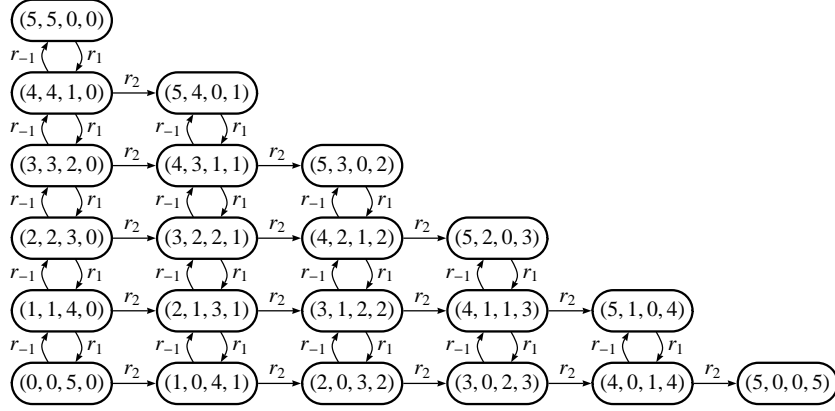 (5, 5, 0, 0)
r₋₁ r₁
(4, 4, 1, 0) r₂ (5, 4, 0, 1)
r₋₁ r₁ r₋₁ r₁
(3, 3, 2, 0) r₂ (4, 3, 1, 1) r₂ (5, 3, 0, 2)
r₋₁ r₁ r₋₁ r₁ r₋₁ r₁
(2, 2, 3, 0) r₂ (3, 2, 2, 1) r₂ (4, 2, 1, 2) r₂ (5, 2, 0, 3)
r₋₁ r₁ r₋₁ r₁ r₋₁ r₁ r₋₁ r₁
(1, 1, 4, 0) r₂ (2, 1, 3, 1) r₂ (3, 1, 2, 2) r₂ (4, 1, 1, 3) r₂ (5, 1, 0, 4)
r₋₁ r₁ r₋₁ r₁ r₋₁ r₁ r₋₁ r₁ r₋₁ r₁
(0, 0, 5, 0) r₂ (1, 0, 4, 1) r₂ (2, 0, 3, 2) r₂ (3, 0, 2, 3) r₂ (4, 0, 1, 4) r₂ (5, 0, 0, 5)